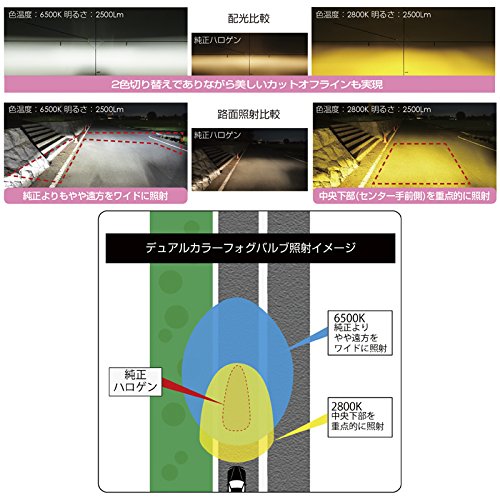 配光比較
色温度：6500K 明るさ：2500Lm
純正ハロゲン
色温度：2800K 明るさ：2500Lm
2色切り替えでありながら美しいカットオフラインも実現
路面照射比較
色温度：6500K 明るさ：2500Lm
純正ハロゲン
色温度：2800K 明るさ：2500Lm
純正よりもやや遠方をワイドに照射
中央下部(センター手前側)を重点的に照射
デュアルカラーフォグバルブ照射イメージ
6500K
純正より
やや遠方を
ワイドに照射
純正
ハロゲン
2800K
中央下部を
重点的に照射